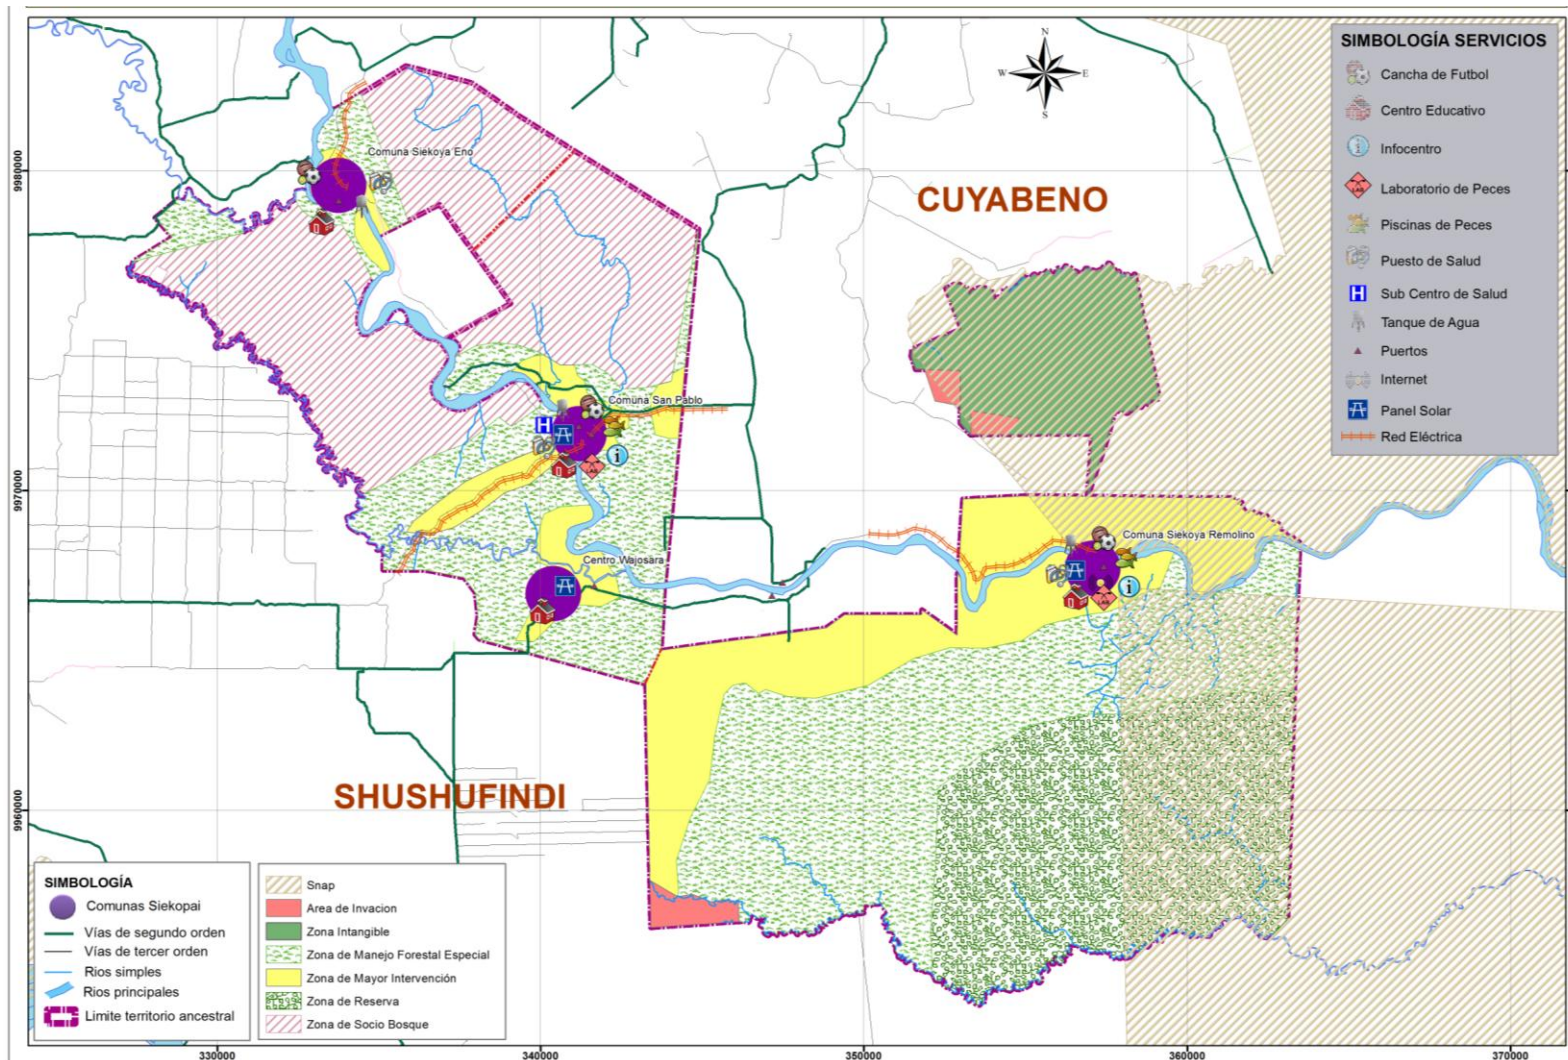 SIMBOLOGÍA SERVICIOS
Cancha de Futbol
Centro Educativo
Infocentro
Laboratorio de Peces
Piscinas de Peces
Puesto de Salud
Sub Centro de Salud
Tanque de Agua
Puertos
Internet
Panel Solar
Red Eléctrica
N
W
E
S
Comuna Siekoya Eno
CUYABENO
Comuna San Pablo
Comuna Siekoya Remolino
Centro Wajosara
SHUSHUFINDI
H
i
LAB
i
LAB
9980000
9970000
9960000
SIMBOLOGÍA
Comunas Siekopai
Vías de segundo orden
Vías de tercer orden
Rios simples
Rios principales
Limite territorio ancestral
Snap
Area de Invacion
Zona Intangible
Zona de Manejo Forestal Especial
Zona de Mayor Intervención
Zona de Reserva
Zona de Socio Bosque
330000
340000
350000
360000
370000